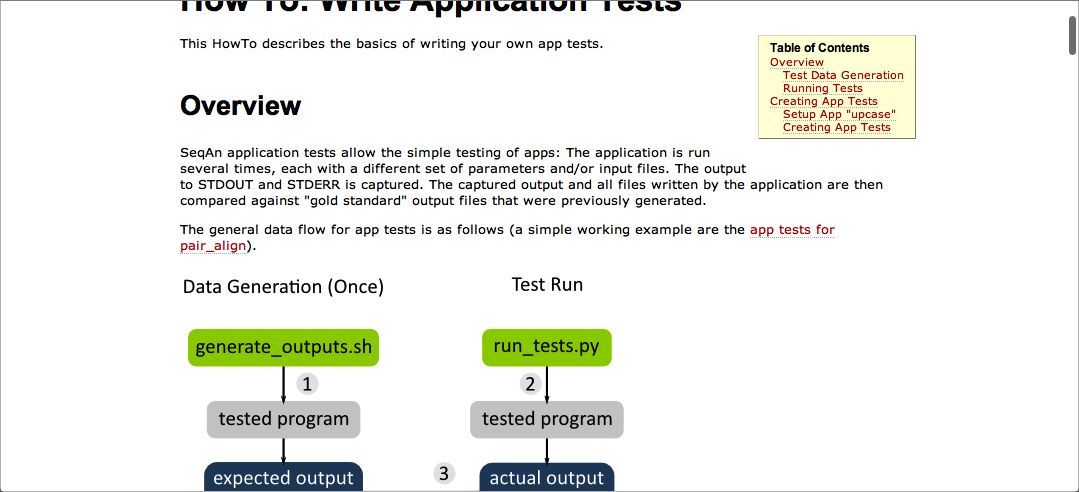 How To: Write Application Tests
This HowTo describes the basics of writing your own app tests.
Table of Contents
Overview
Test Data Generation
Running Tests
Creating App Tests
Setup App "upcase"
Creating App Tests
Overview
SeqAn application tests allow the simple testing of apps: The application is run
several times, each with a different set of parameters and/or input files. The output
to STDOUT and STDERR is captured. The captured output and all files written by the application are then
compared against "gold standard" output files that were previously generated.
The general data flow for app tests is as follows (a simple working example are the app tests for
pair_align).
Data Generation (Once)
Test Run
generate_outputs.sh
run_tests.py
1
2
tested program
tested program
expected output
3
actual output